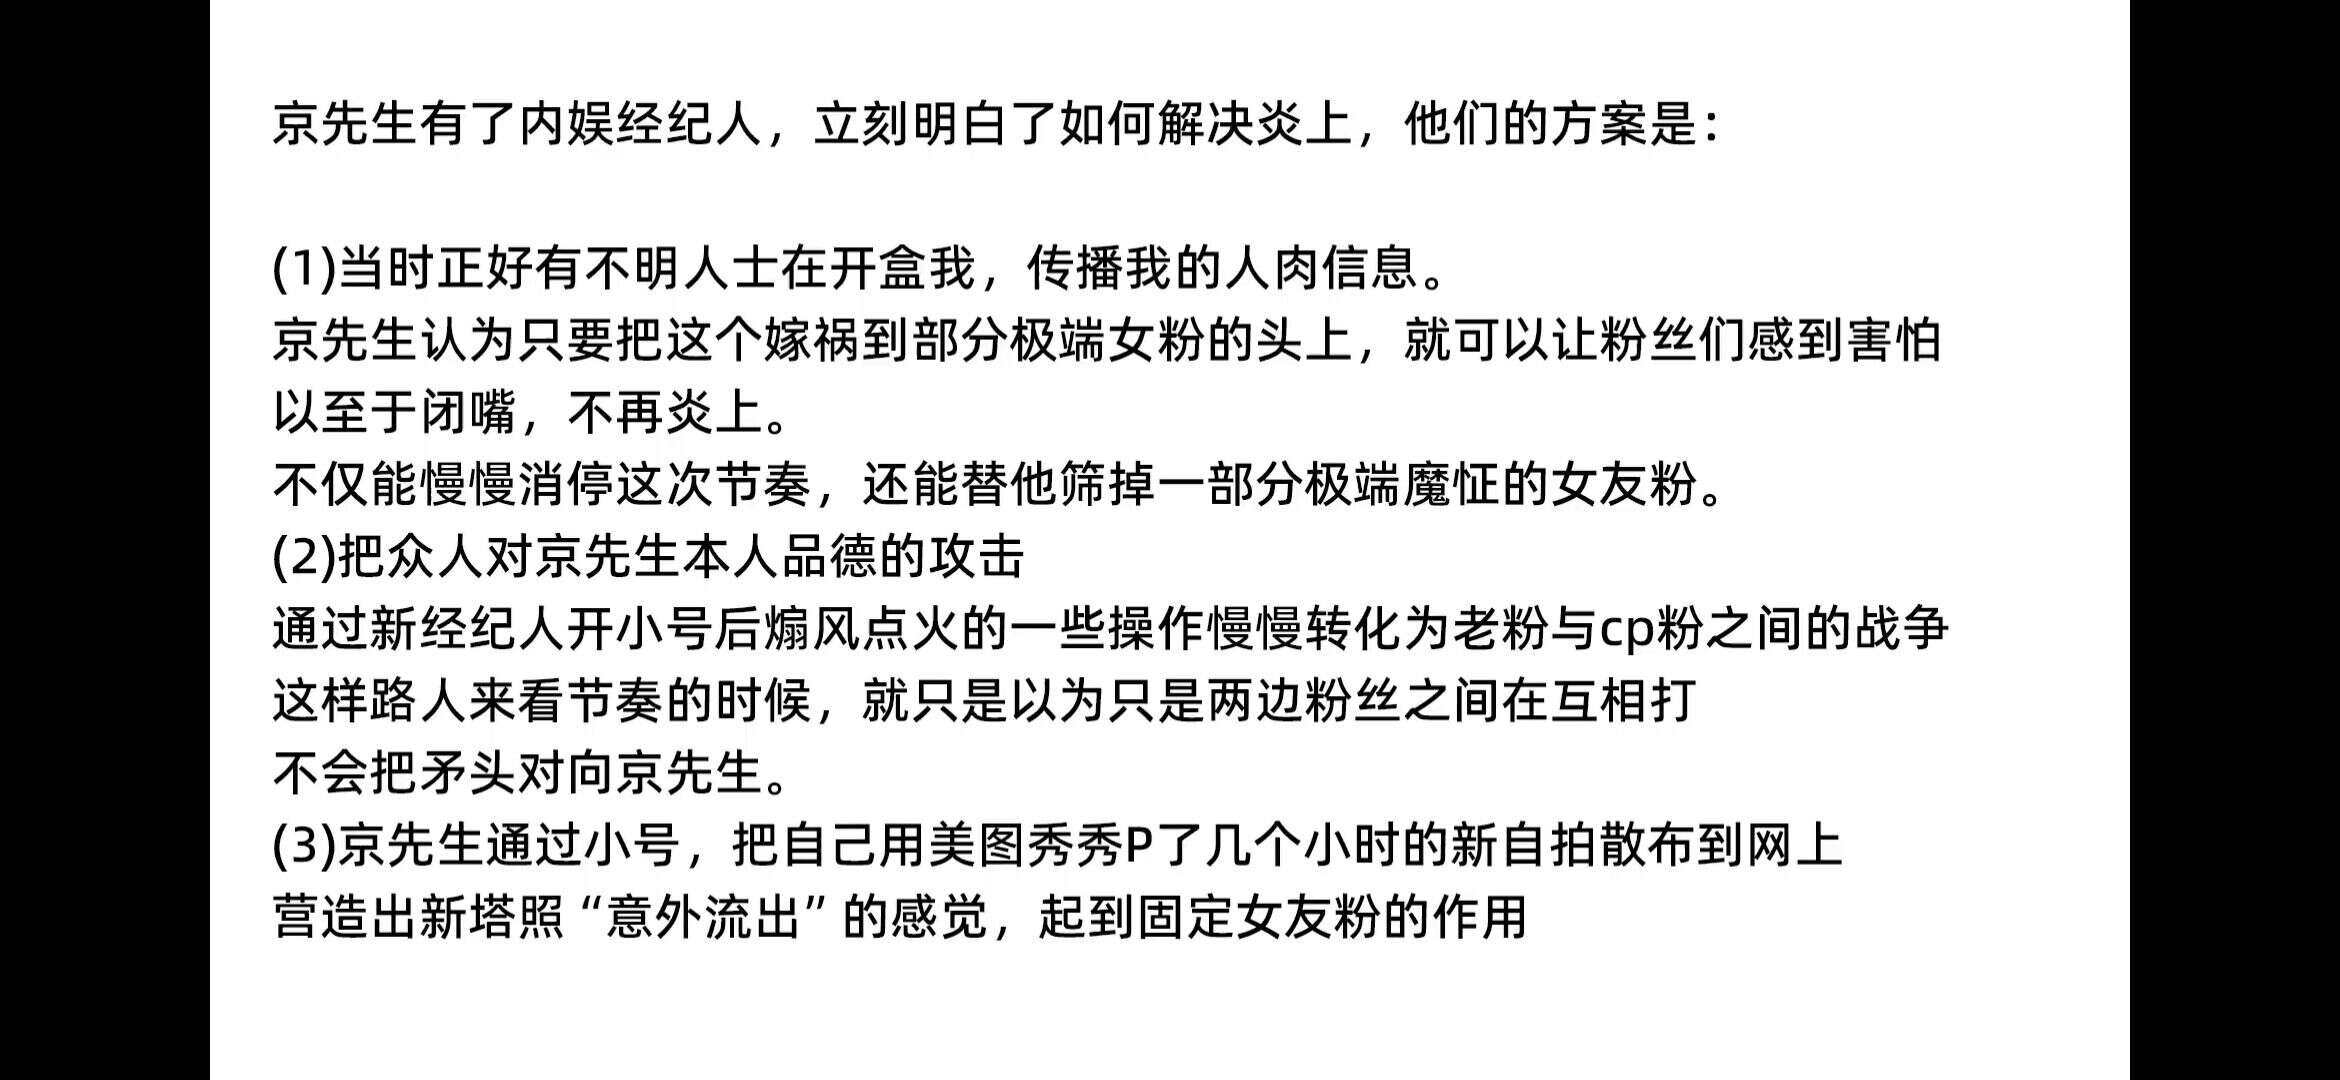 京先生有了内娱经纪人，立刻明白了如何解决炎上，他们的方案是：
(1)当时正好有不明人士在开盒我，传播我的人肉信息。
京先生认为只要把这个嫁祸到部分极端女粉的头上，就可以让粉丝们感到害怕
以至于闭嘴，不再炎上。
不仅能慢慢消停这次节奏，还能替他筛掉一部分极端魔怔的女友粉。
(2)把众人对京先生本人品德的攻击
通过新经纪人开小号后煽风点火的一些操作慢慢转化为老粉与cp粉之间的战争
这样路人来看节奏的时候，就只是以为只是两边粉丝之间在互相打
不会把矛头对向京先生。
(3)京先生通过小号，把自己用美图秀秀P了几个小时的新自拍散布到网上
营造出新塔照“意外流出”的感觉，起到固定女友粉的作用